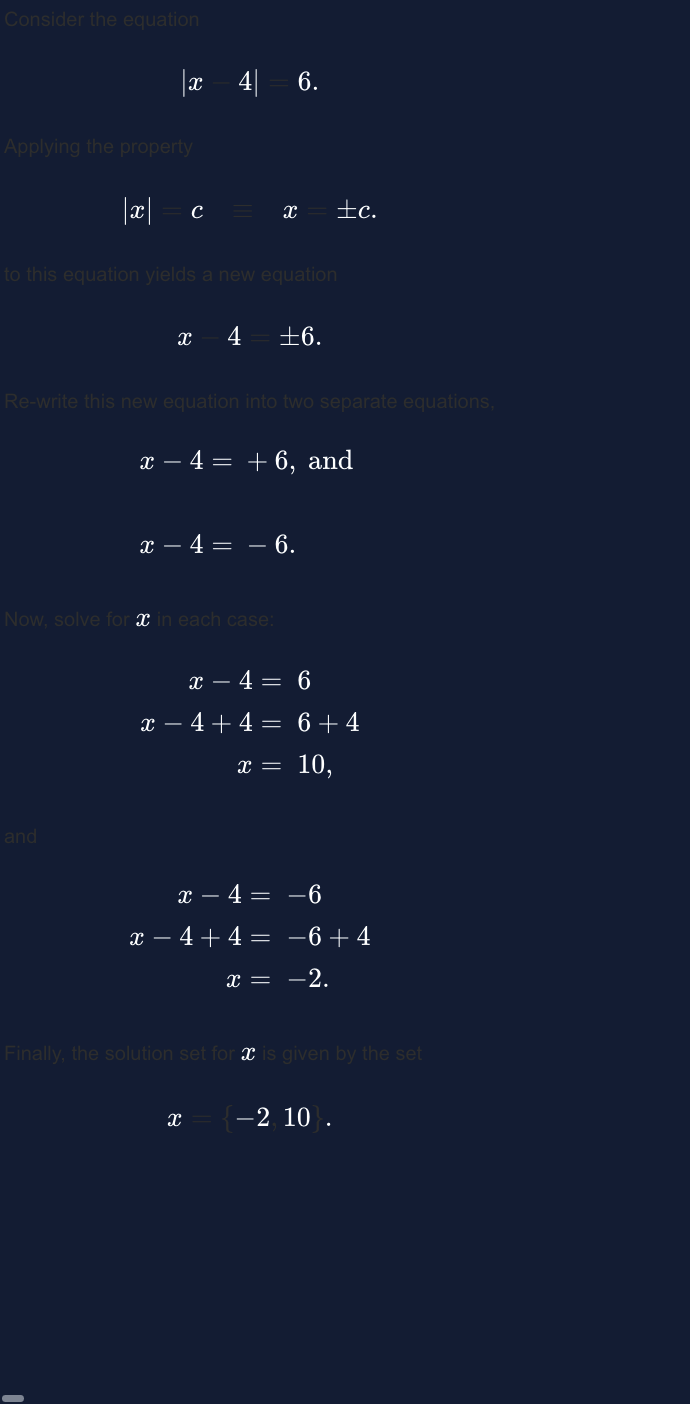 Consider the equation
|x − 4| = 6.
Applying the property
|x| = c ≡ x = ±c.
to this equation yields a new equation
x − 4 = ±6.
Re-write this new equation into two separate equations,
x − 4 = + 6, and
x − 4 = − 6.
Now, solve for x in each case:
x − 4 = 6
x − 4 + 4 = 6 + 4
x = 10,
and
x − 4 = −6
x − 4 + 4 = −6 + 4
x = −2.
Finally, the solution set for x is given by the set
x = {−2, 10}.